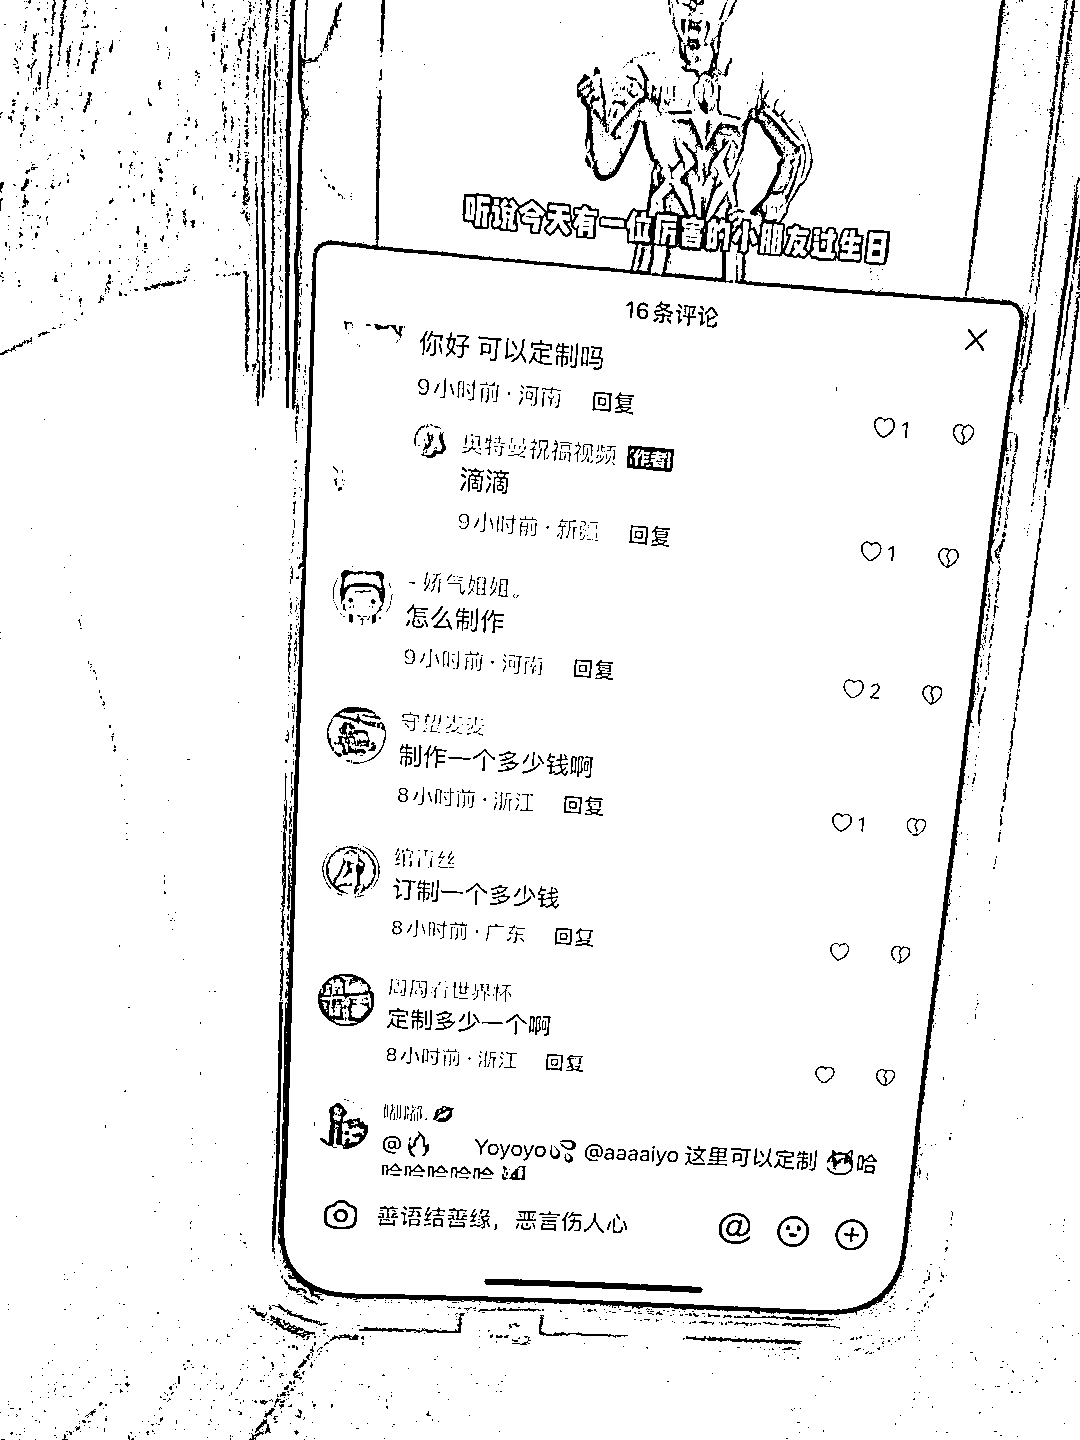 听说今天有一位厉害的小朋友过生日
16条评论
你好 可以定制吗
9小时前·河南 回复
1
奥特曼祝福视频 作者
滴滴
9小时前·新疆 回复
1
-娇气姐姐。
怎么制作
9小时前·河南 回复
2
守望麦麦
制作一个多少钱啊
8小时前·浙江 回复
1
绾青丝
订制一个多少钱
8小时前·广东 回复
周周看世界杯
定制多少一个啊
8小时前·浙江 回复
嘟嘟.
@🔥 Yoyoyo💦 @aaaaiyo 这里可以定制 哈
哈哈哈哈哈
善语结善缘，恶言伤人心